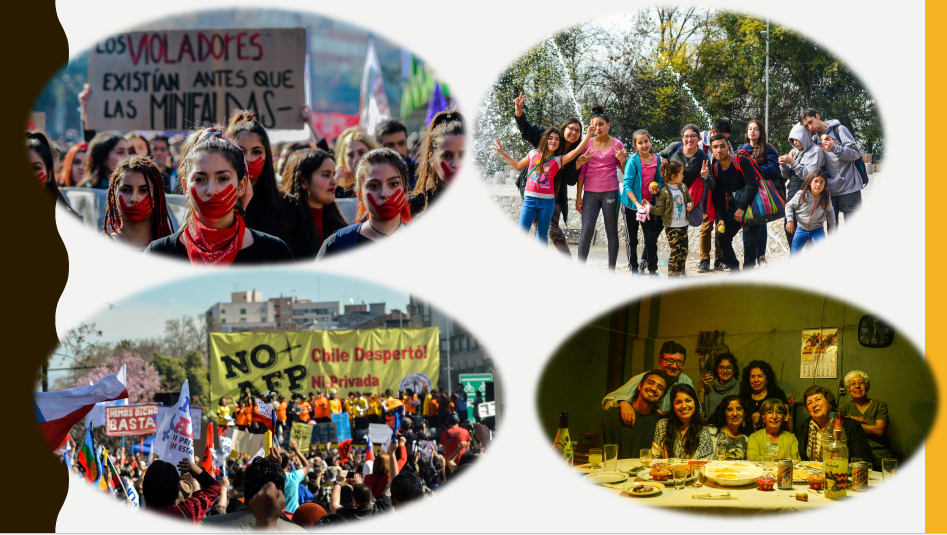 LOS VIOLADORES
EXISTÍAN ANTES QUE
LAS MINIFALDAS-
NO+
AFP
Chile Despertó!
Ni Privada
HEMOS DICHO
BASTA